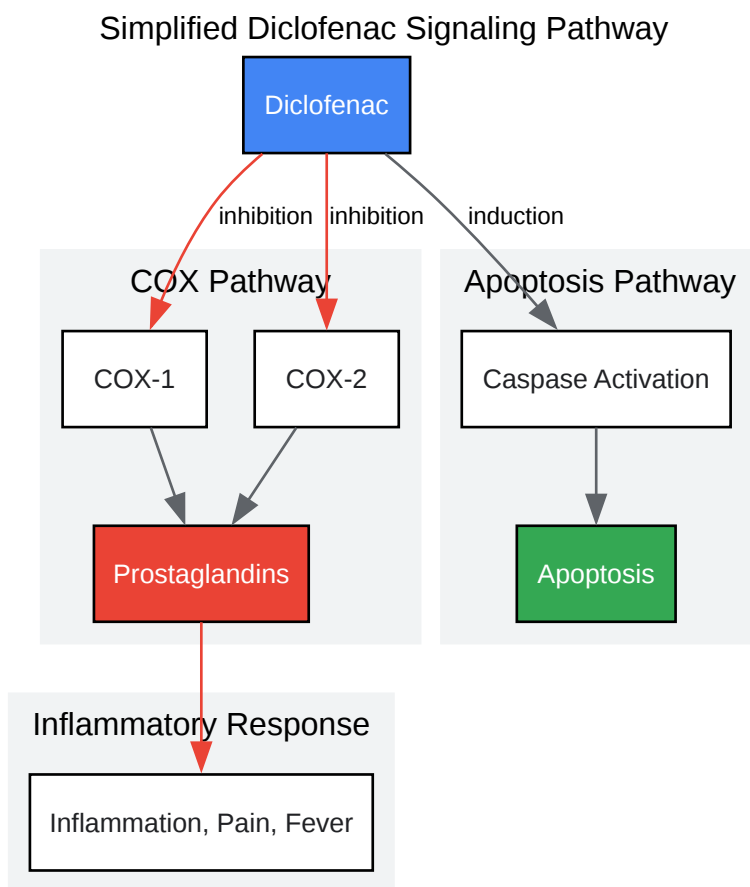 Simplified Diclofenac Signaling Pathway
Diclofenac
inhibition
inhibition
induction
COX Pathway
Apoptosis Pathway
COX-1
COX-2
Caspase Activation
Prostaglandins
Apoptosis
Inflammatory Response
Inflammation, Pain, Fever